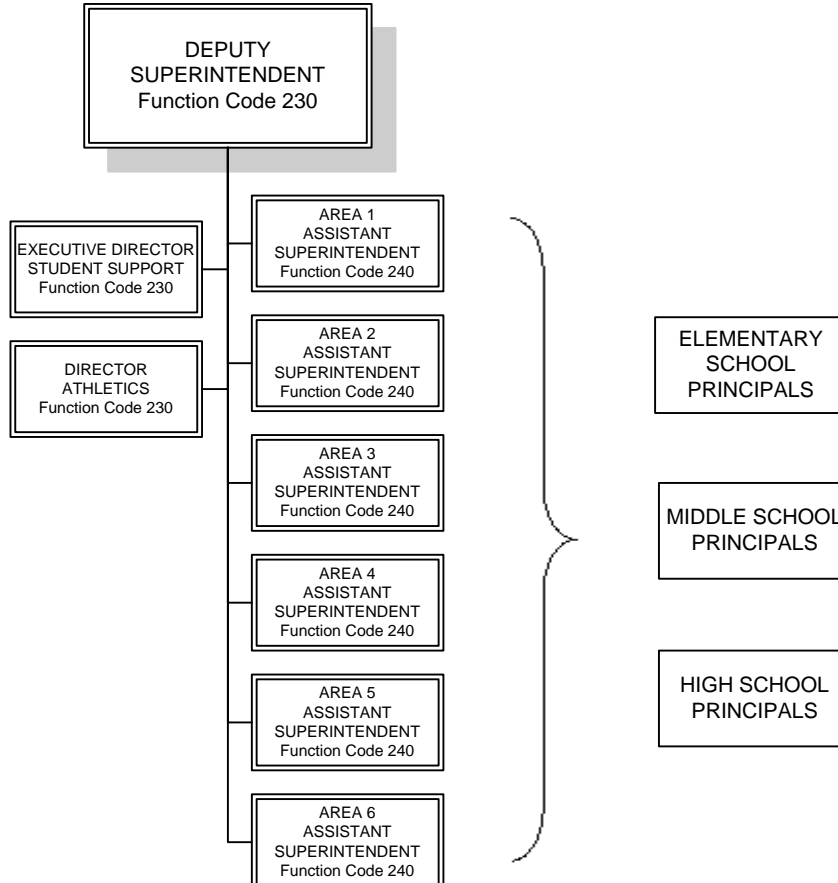 DEPUTY
SUPERINTENDENT
Function Code 230
EXECUTIVE DIRECTOR
STUDENT SUPPORT
Function Code 230
DIRECTOR
ATHLETICS
Function Code 230
AREA 1
ASSISTANT
SUPERINTENDENT
Function Code 240
AREA 2
ASSISTANT
SUPERINTENDENT
Function Code 240
AREA 3
ASSISTANT
SUPERINTENDENT
Function Code 240
AREA 4
ASSISTANT
SUPERINTENDENT
Function Code 240
AREA 5
ASSISTANT
SUPERINTENDENT
Function Code 240
AREA 6
ASSISTANT
SUPERINTENDENT
Function Code 240
ELEMENTARY
SCHOOL
PRINCIPALS
MIDDLE SCHOOL
PRINCIPALS
HIGH SCHOOL
PRINCIPALS